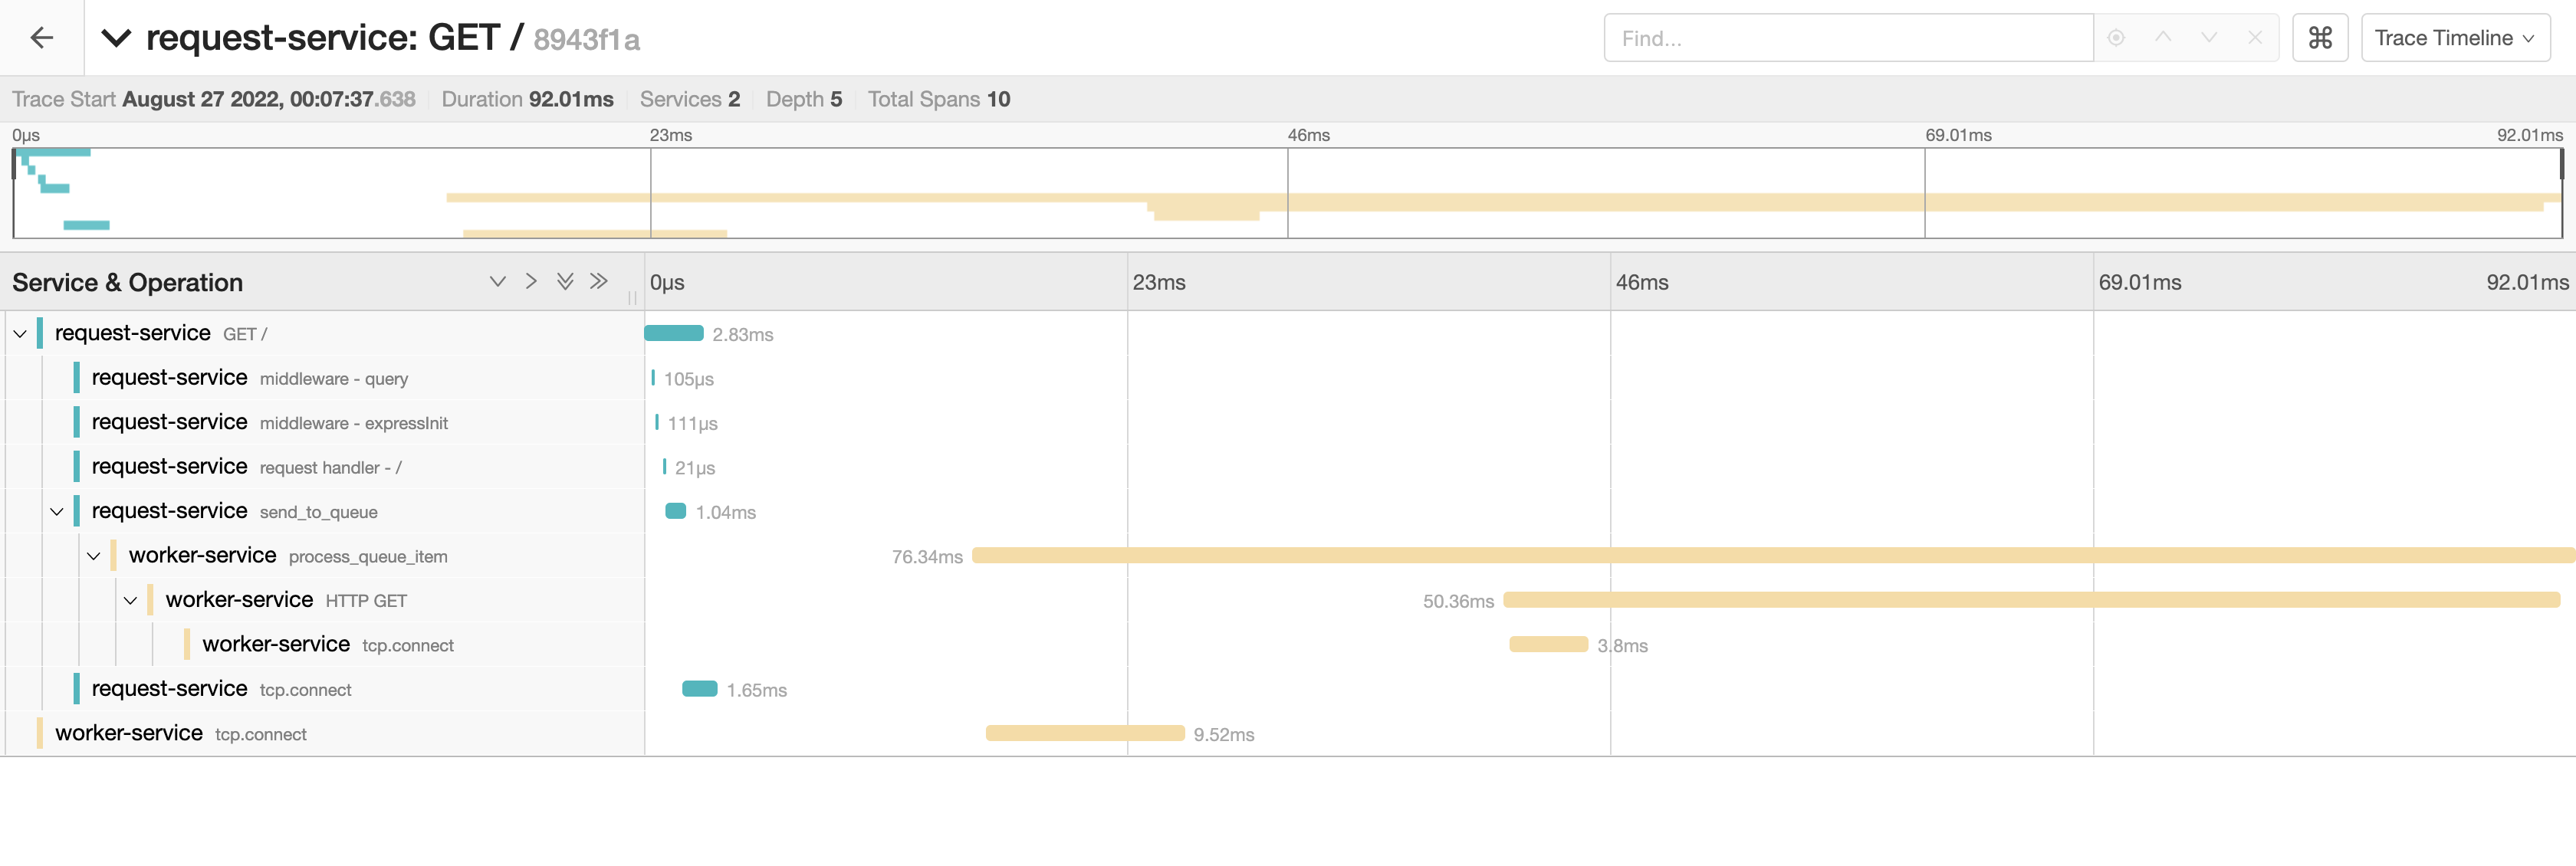 request-service: GET / 8943f1a
Find...
⌘
Trace Timeline
Trace Start August 27 2022, 00:07:37.638 Duration 92.01ms Services 2 Depth 5 Total Spans 10
0μs 23ms 46ms 69.01ms 92.01ms
Service & Operation 0μs 23ms 46ms 69.01ms 92.01ms
request-service GET / 2.83ms
request-service middleware - query 105μs
request-service middleware - expressInit 111μs
request-service request handler - / 21μs
request-service send_to_queue 1.04ms
worker-service process_queue_item 76.34ms
worker-service HTTP GET 50.36ms
worker-service tcp.connect 3.8ms
request-service tcp.connect 1.65ms
worker-service tcp.connect 9.52ms